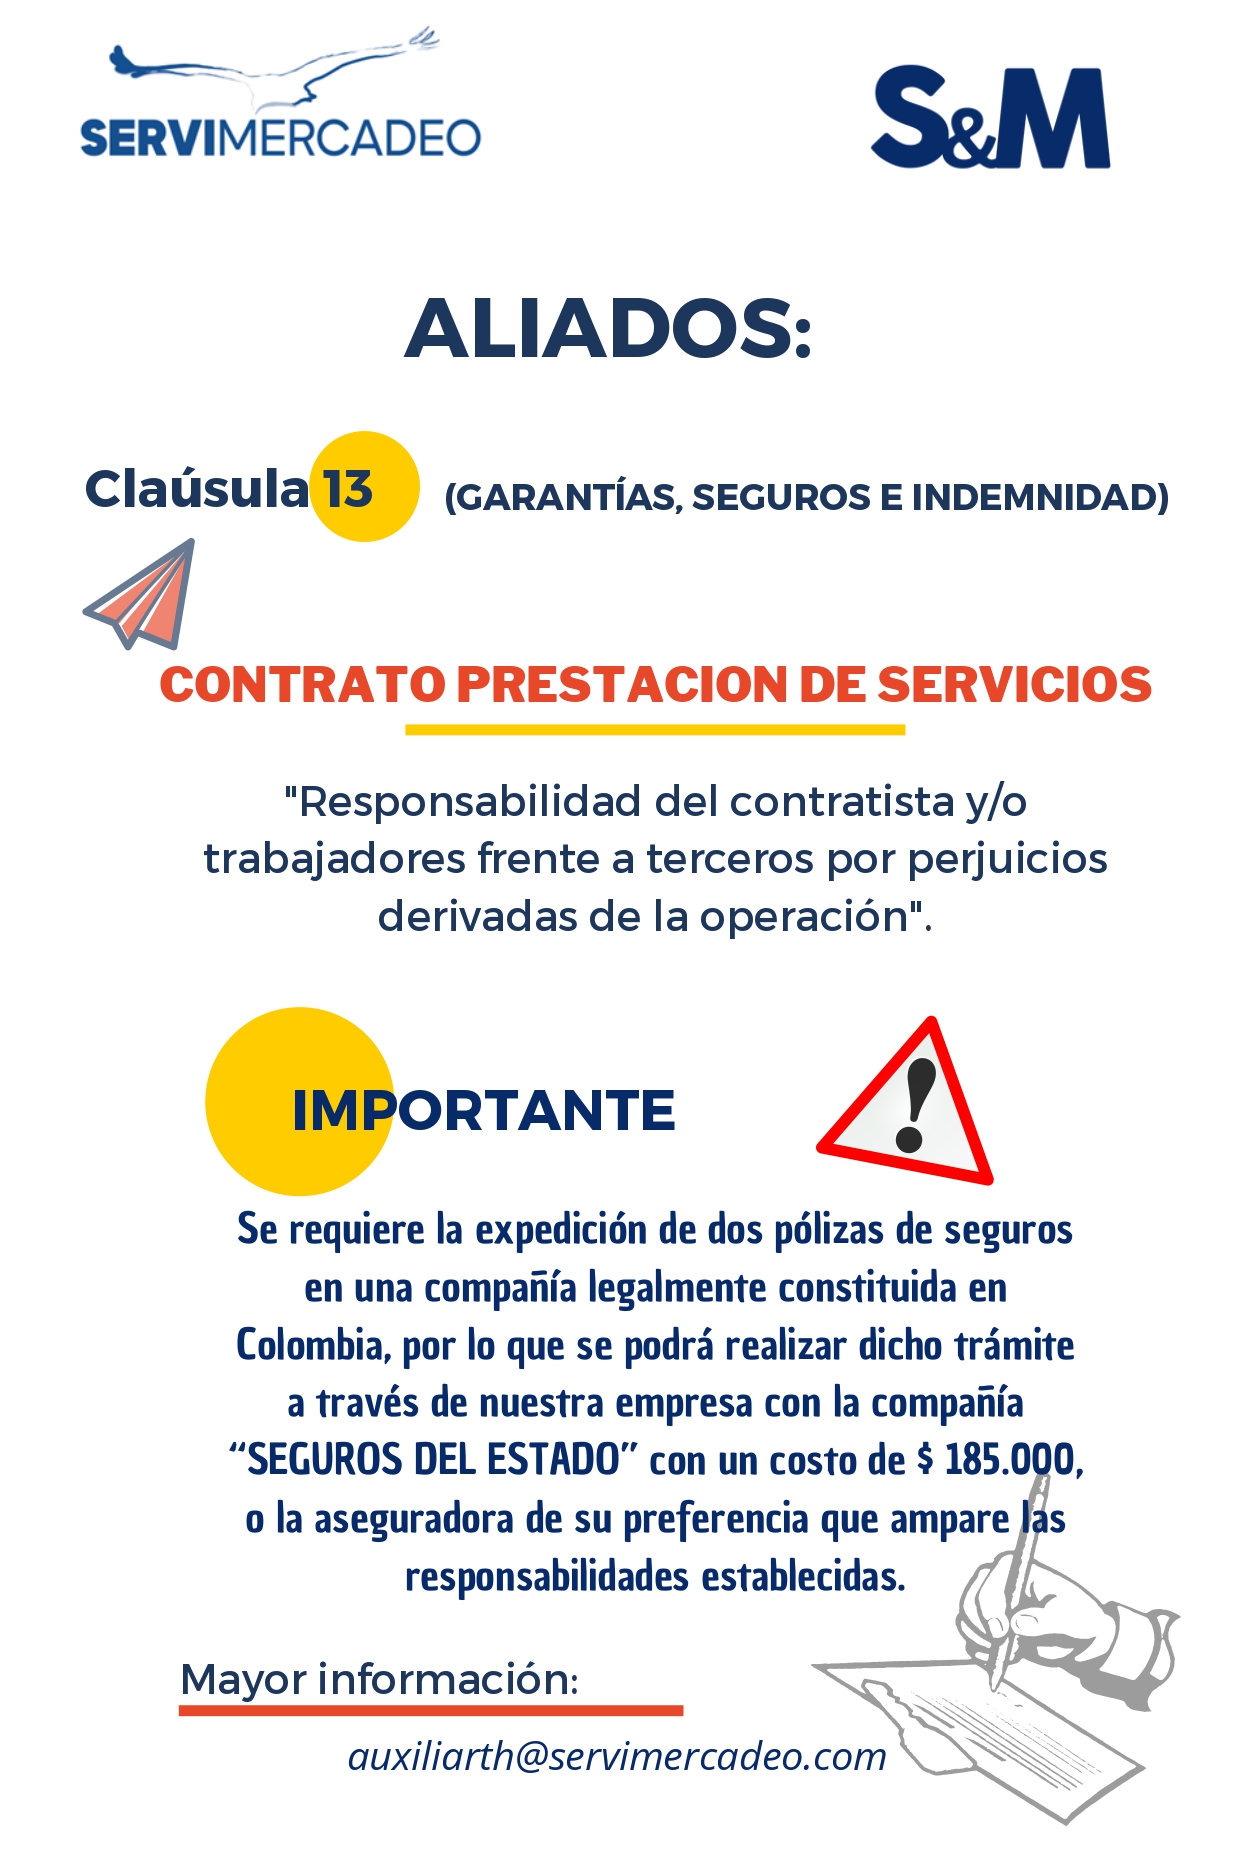 SERVIMERCADEO
S&M
ALIADOS:
Claúsula 13 (GARANTÍAS, SEGUROS E INDEMNIDAD)
CONTRATO PRESTACION DE SERVICIOS
"Responsabilidad del contratista y/o
trabajadores frente a terceros por perjuicios
derivadas de la operación".
IMPORTANTE
Se requiere la expedición de dos pólizas de seguros
en una compañía legalmente constituida en
Colombia, por lo que se podrá realizar dicho trámite
a través de nuestra empresa con la compañía
“SEGUROS DEL ESTADO” con un costo de $ 185.000,
o la aseguradora de su preferencia que ampare las
responsabilidades establecidas.
Mayor información:
auxiliarth@servimercadeo.com